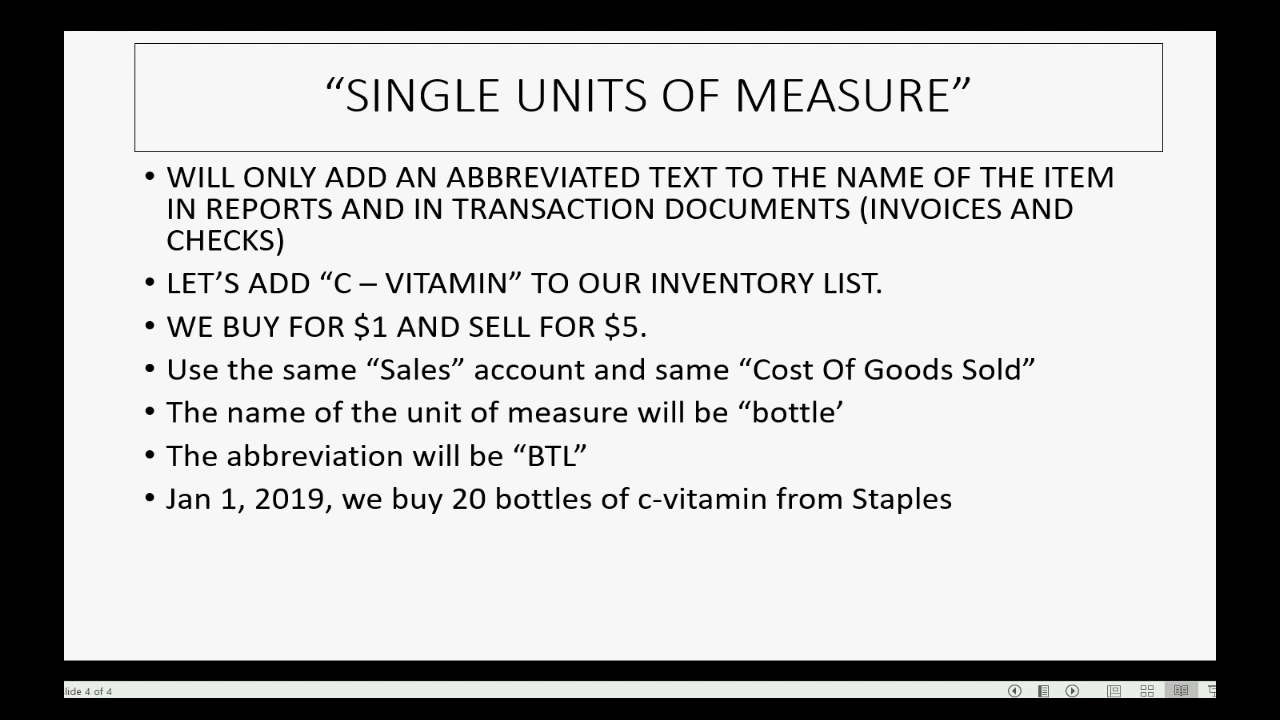 “SINGLE UNITS OF MEASURE”
• WILL ONLY ADD AN ABBREVIATED TEXT TO THE NAME OF THE ITEM
IN REPORTS AND IN TRANSACTION DOCUMENTS (INVOICES AND
CHECKS)
• LET’S ADD “C – VITAMIN” TO OUR INVENTORY LIST.
• WE BUY FOR $1 AND SELL FOR $5.
• Use the same “Sales” account and same “Cost Of Goods Sold”
• The name of the unit of measure will be “bottle’
• The abbreviation will be “BTL”
• Jan 1, 2019, we buy 20 bottles of c-vitamin from Staples
lide 4 of 4